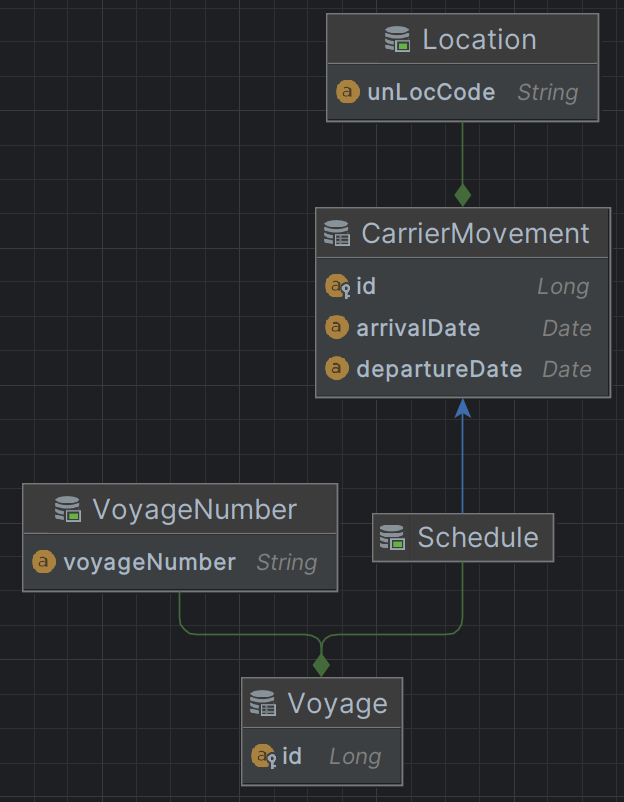 Location
a unLocCode String
CarrierMovement
a id Long
a arrivalDate Date
a departureDate Date
VoyageNumber
a voyageNumber String
Schedule
Voyage
a id Long